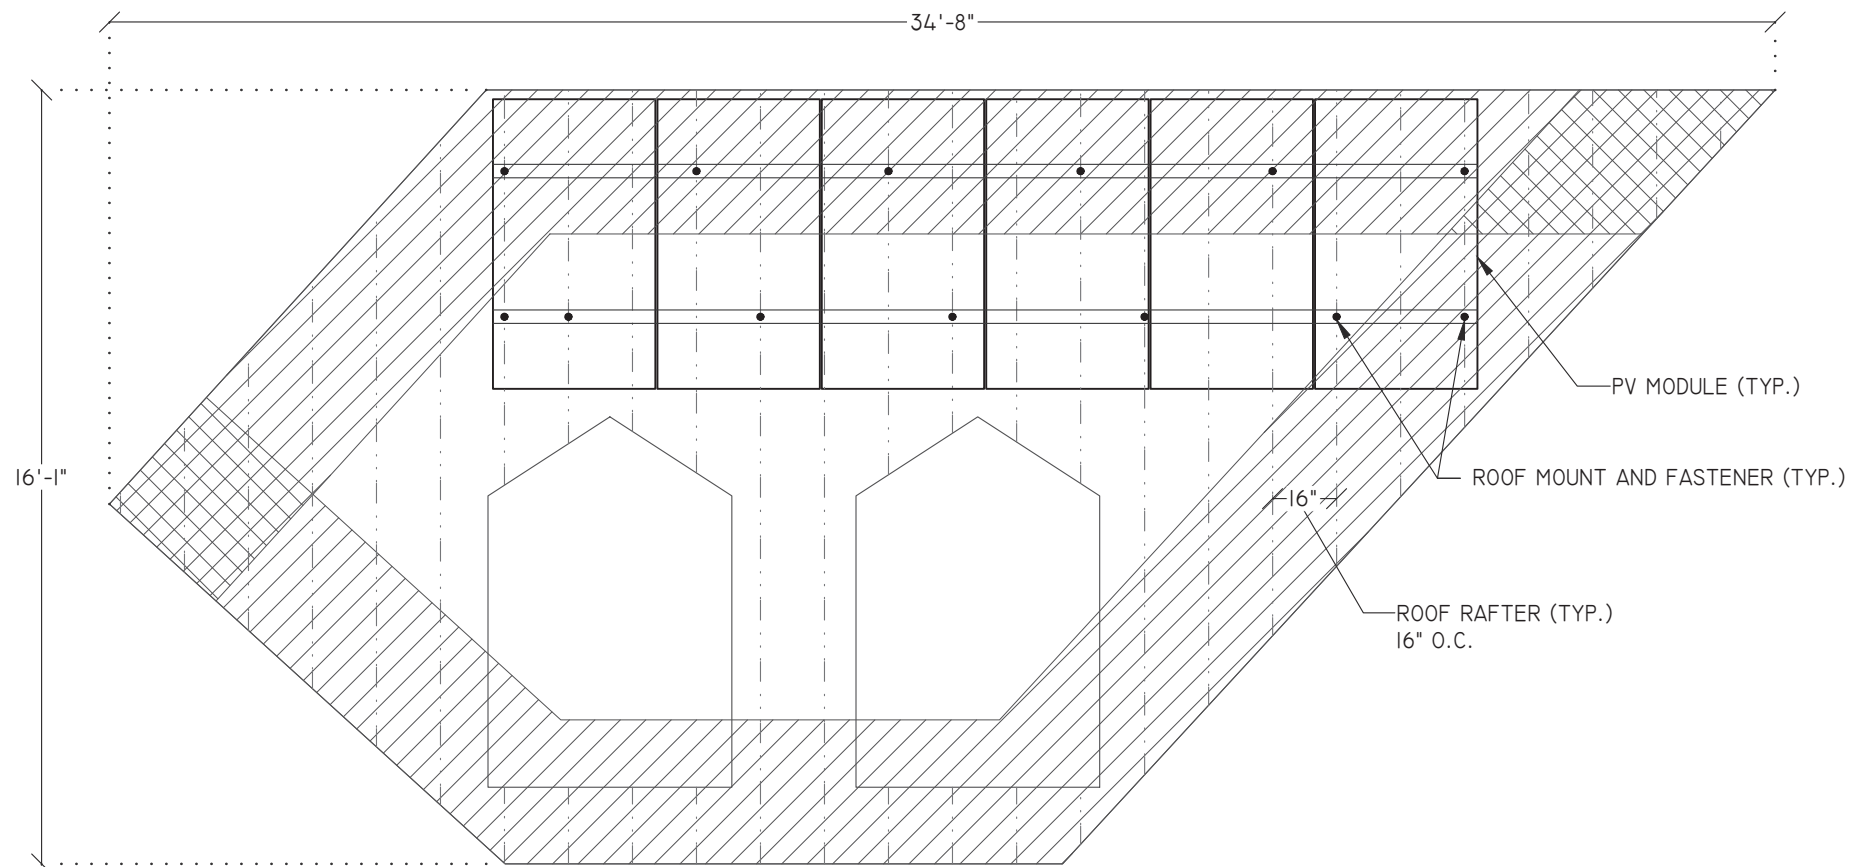 34'-8"
PV MODULE (TYP.)
16'-1"
ROOF MOUNT AND FASTENER (TYP.)
16"
ROOF RAFTER (TYP.)
16" O.C.